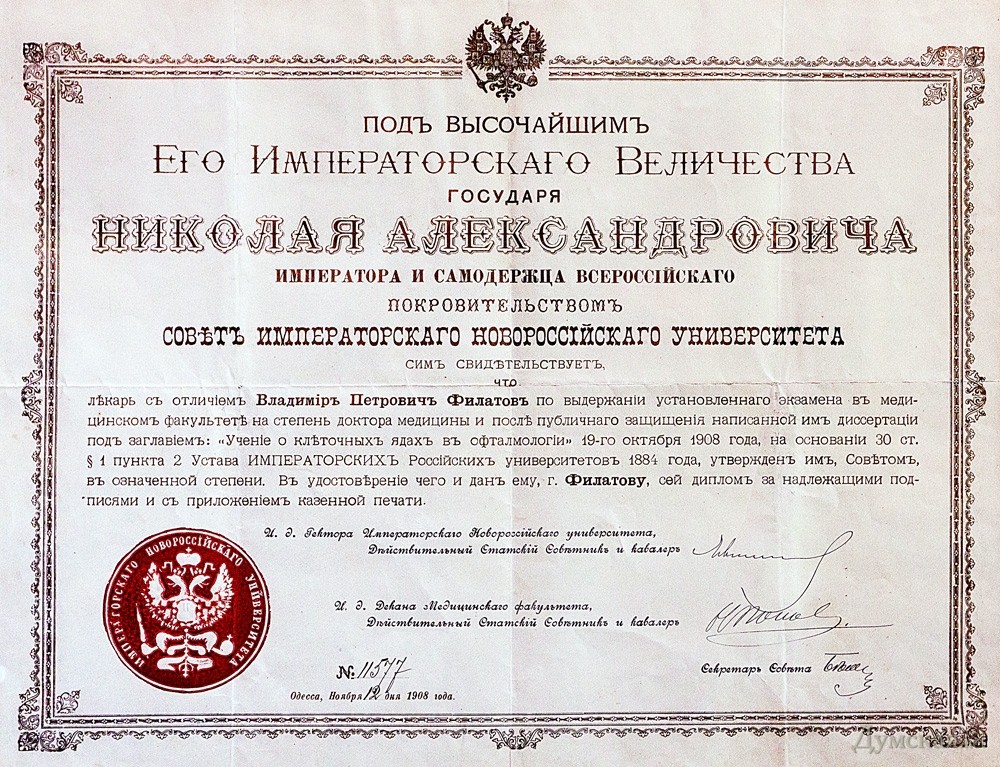 ПОДЪ ВЫСОЧАЙШИМЪ
ЕГО ИМПЕРАТОРСКАГО ВЕЛИЧЕСТВА
ГОСУДАРЯ
НИКОЛАЯ АЛЕКСАНДРОВИЧА
ИМПЕРАТОРА И САМОДЕРЖЦА ВСЕРОССІЙСКАГО
ПОКРОВИТЕЛЬСТВОМЪ
СОВѢТЪ ИМПЕРАТОРСКАГО НОВОРОССІЙСКАГО УНИВЕРСИТЕТА
СИМЪ СВИДѢТЕЛЬСТВУЕТЪ,
ЧТО
лѣкарь съ отличіемъ Владиміръ Петровичъ Филатовъ по выдержаніи установленнаго экзамена въ меди-
цинскомъ факультетѣ на степень доктора медицины и послѣ публичнаго защищенія написанной имъ диссертаціи
подъ заглавіемъ: «Ученіе о клѣточныхъ ядахъ въ офталмологіи» 19-го октября 1908 года, на основаніи 30 ст.
§ 1 пункта 2 Устава ИМПЕРАТОРСКИХЪ Россійскихъ университетовъ 1884 года, утвержденъ имъ, Совѣтомъ,
въ означенной степени. Въ удостовѣреніе чего и данъ ему, г. Филатову, сей дипломъ за надлежащими под-
писями и съ приложеніемъ казенной печати.
И. д. Ректора Императорскаго Новороссійскаго университета,
Дѣйствительный Статскій Совѣтникъ и кавалеръ
И. д. Декана Медицинскаго факультета,
Дѣйствительный Статскій Совѣтникъ и кавалеръ
ИМПЕРАТОРСКАГО НОВОРОССІЙСКАГО УНИВЕРСИТЕТА
№ 11577
Секретарь Совѣта
Одесса, Ноября 12 дня 1908 года.